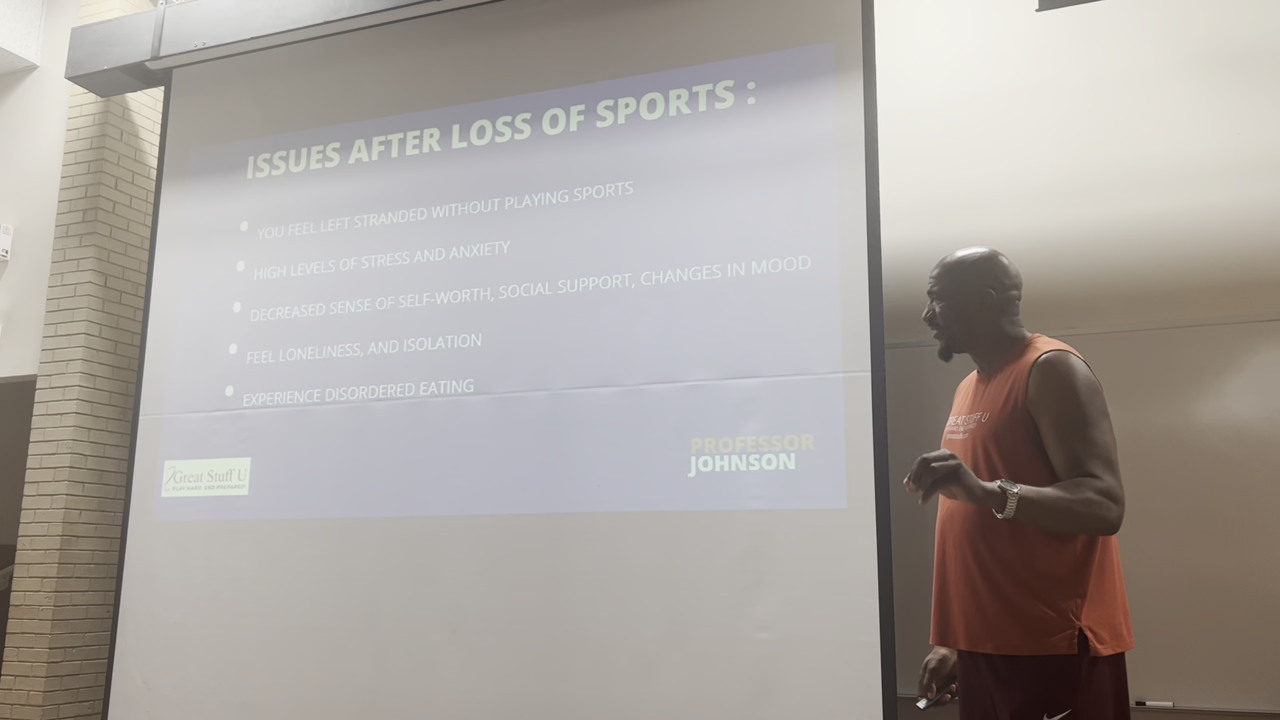 ISSUES AFTER LOSS OF SPORTS :
YOU FEEL LEFT STRANDED WITHOUT PLAYING SPORTS
HIGH LEVELS OF STRESS AND ANXIETY
DECREASED SENSE OF SELF-WORTH, SOCIAL SUPPORT, CHANGES IN MOOD
FEEL LONELINESS, AND ISOLATION
EXPERIENCE DISORDERED EATING
Great Stuff U
PLAY HARD. END PREPARED
PROFESSOR
JOHNSON
GREAT STUFF U